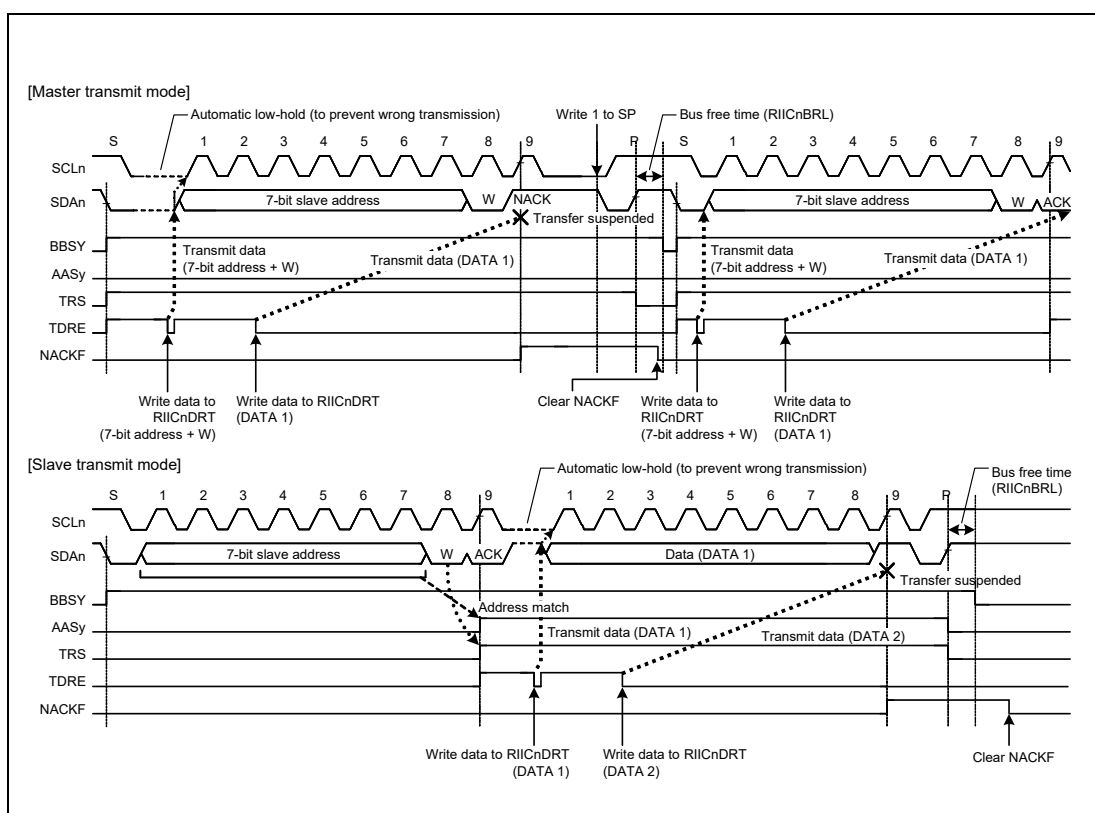 [Master transmit mode]
Automatic low-hold (to prevent wrong transmission)
Write 1 to SP
Bus free time (RIICnBRL)
S 1 2 3 4 5 6 7 8 9 P S 1 2 3 4 5 6 7 8 9
SCLn
SDAn
7-bit slave address
W
NACK
7-bit slave address
W
ACK
Transfer suspended
BBSY
Transmit data
(7-bit address + W)
Transmit data (DATA 1)
Transmit data
(7-bit address + W)
Transmit data (DATA 1)
AASy
TRS
TDRE
NACKF
Write data to
RIICnDRT
(7-bit address + W)
Write data to RIICnDRT
(DATA 1)
Clear NACKF
Write data to
RIICnDRT
(7-bit address + W)
Write data to
RIICnDRT
(DATA 1)
[Slave transmit mode]
Automatic low-hold (to prevent wrong transmission)
Bus free time
(RIICnBRL)
S 1 2 3 4 5 6 7 8 9 1 2 3 4 5 6 7 8 9 P
SCLn
SDAn
7-bit slave address
W
ACK
Data (DATA 1)
Transfer suspended
BBSY
Address match
AASy
Transmit data (DATA 1)
Transmit data (DATA 2)
TRS
TDRE
NACKF
Write data to RIICnDRT
(DATA 1)
Write data to RIICnDRT
(DATA 2)
Clear NACKF